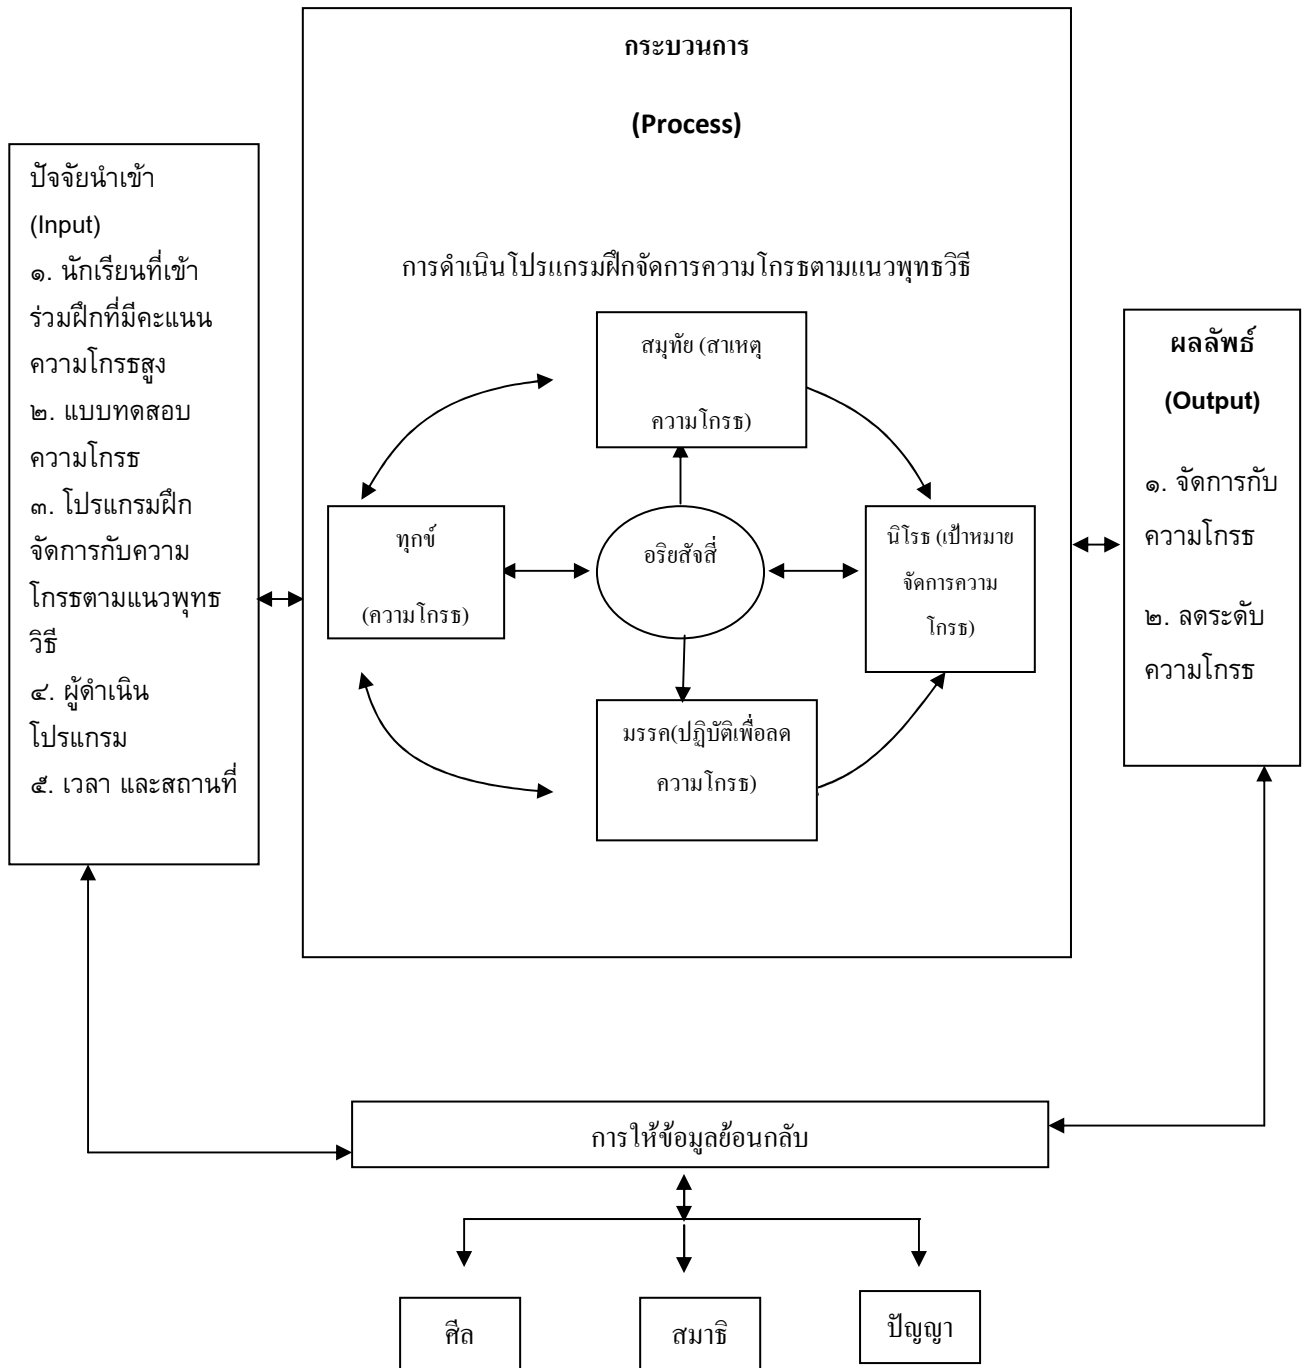 กระบวนการ
(Process)
ปัจจัยนำเข้า
(Input)
๑. นักเรียนที่เข้า
ร่วมฝึกที่มีคะแนน
ความโกรธสูง
๒. แบบทดสอบ
ความโกรธ
๓. โปรแกรมฝึก
จัดการกับความ
โกรธตามแนวพุทธ
วิธี
๔. ผู้ดำเนิน
โปรแกรม
๕. เวลา และสถานที่
การดำเนินโปรแกรมฝึกจัดการความโกรธตามแนวพุทธวิธี
สมุทัย (สาเหตุ
ความโกรธ)
ทุกข์
(ความโกรธ)
อริยสัจสี่
นิโรธ (เป้าหมาย
จัดการความ
โกรธ)
มรรค(ปฏิบัติเพื่อลด
ความโกรธ)
ผลลัพธ์
(Output)
๑. จัดการกับ
ความโกรธ
๒. ลดระดับ
ความโกรธ
การให้ข้อมูลย้อนกลับ
ศีล
สมาธิ
ปัญญา